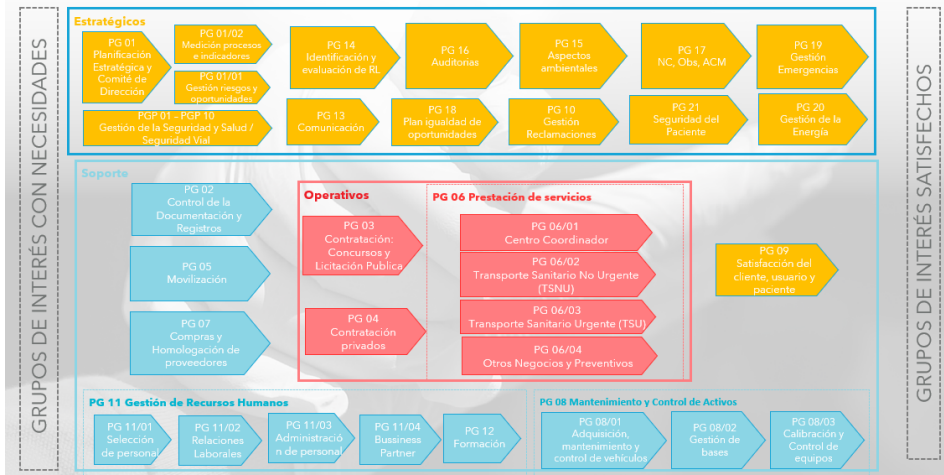 GRUPOS DE INTERÉS CON NECESIDADES
Estratégicos
PG 01
Planificación
Estratégica y
Comité de
Dirección
PG 01/02
Medición procesos
e indicadores
PG 01/01
Gestión riesgos y
oportunidades
PGP 01 - PGP 10
Gestión de la Seguridad y Salud /
Seguridad Vial
PG 14
Identificación y
evaluación de RL
PG 16
Auditorias
PG 15
Aspectos
ambientales
PG 17
NC, Obs, ACM
PG 19
Gestión
Emergencias
PG 13
Comunicación
PG 18
Plan igualdad de
oportunidades
PG 10
Gestión
Reclamaciones
PG 21
Seguridad del
Paciente
PG 20
Gestión de la
Energía
Soporte
PG 02
Control de la
Documentación y
Registros
PG 05
Movilización
PG 07
Compras y
Homologación de
proveedores
Operativos
PG 03
Contratación:
Concursos y
Licitación Publica
PG 04
Contratación
privados
PG 06 Prestación de servicios
PG 06/01
Centro Coordinador
PG 06/02
Transporte Sanitario No Urgente
(TSNU)
PG 06/03
Transporte Sanitario Urgente (TSU)
PG 06/04
Otros Negocios y Preventivos
PG 09
Satisfacción del
cliente, usuario y
paciente
PG 11 Gestión de Recursos Humanos
PG 11/01
Selección
de personal
PG 11/02
Relaciones
Laborales
PG 11/03
Administració
n de personal
PG 11/04
Bussiness
Partner
PG 12
Formación
PG 08 Mantenimiento y Control de Activos
PG 08/01
Adquisición,
mantenimiento y
control de vehículos
PG 08/02
Gestión de
bases
PG 08/03
Calibración y
Control de
equipos
GRUPOS DE INTERÉS SATISFECHOS